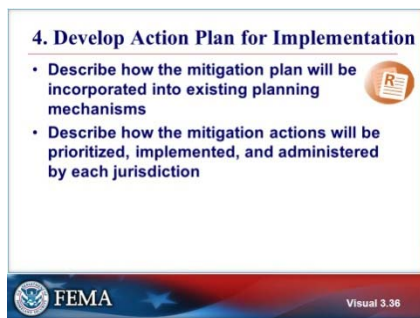 4. Develop Action Plan for Implementation
• Describe how the mitigation plan will be
incorporated into existing planning
mechanisms
R
• Describe how the mitigation actions will be
prioritized, implemented, and administered
by each jurisdiction
FEMA
Visual 3.36